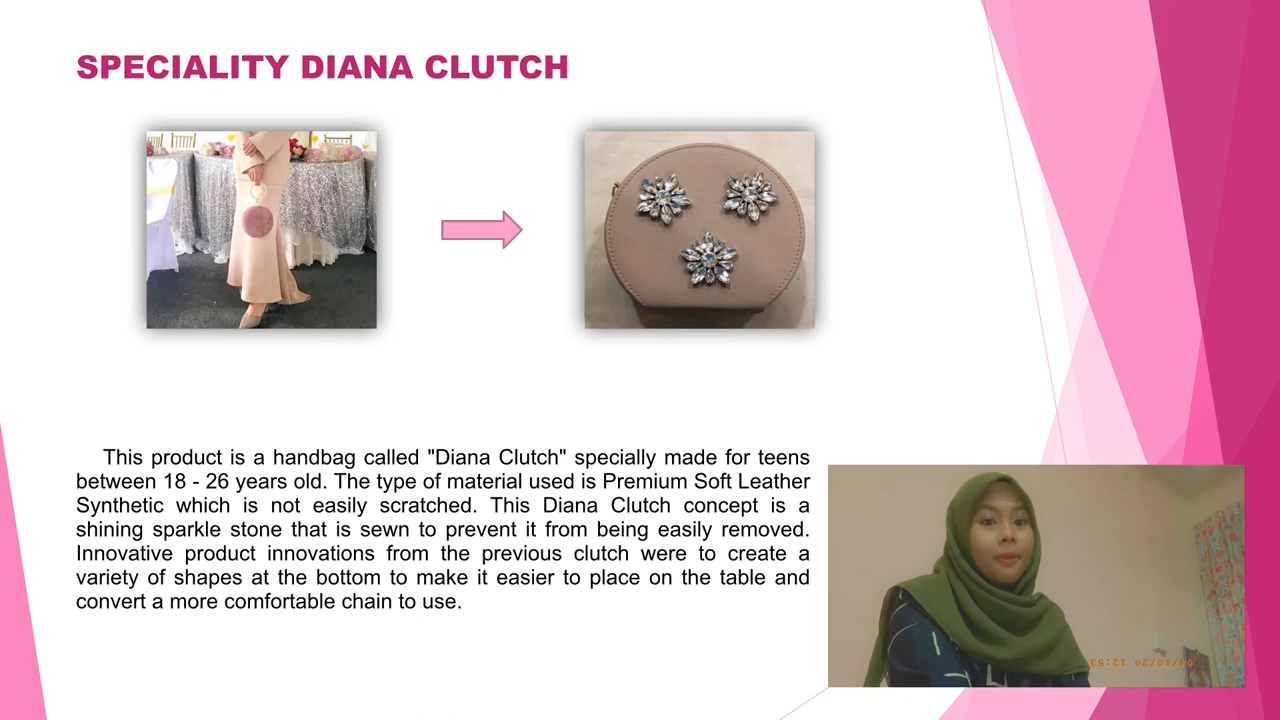 SPECIALITY DIANA CLUTCH
This product is a handbag called "Diana Clutch" specially made for teens
between 18 - 26 years old. The type of material used is Premium Soft Leather
Synthetic which is not easily scratched. This Diana Clutch concept is a
shining sparkle stone that is sewn to prevent it from being easily removed.
Innovative product innovations from the previous clutch were to create a
variety of shapes at the bottom to make it easier to place on the table and
convert a more comfortable chain to use.